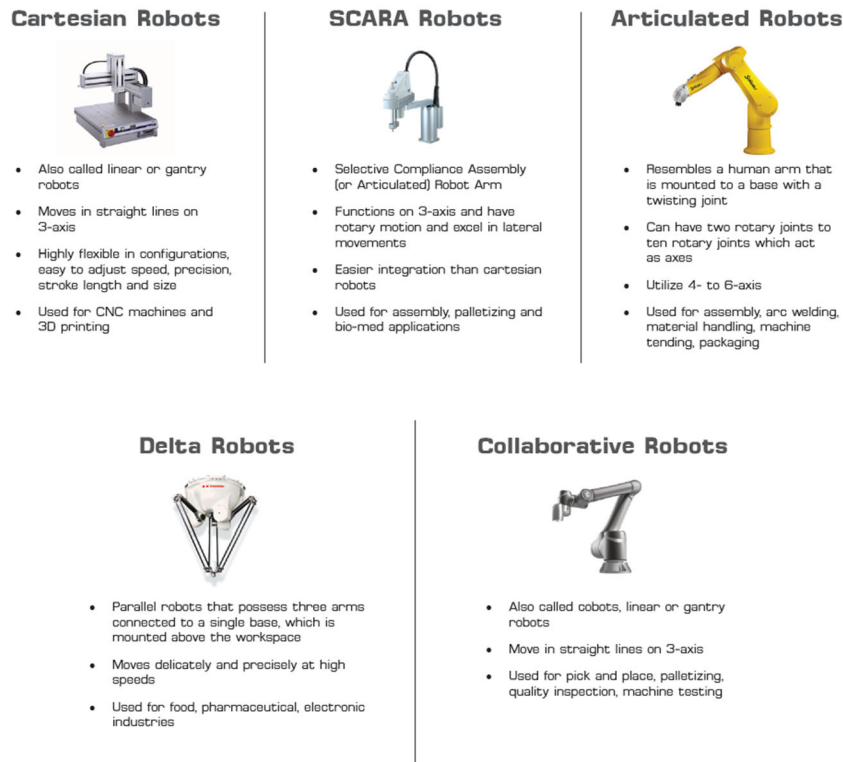 Cartesian Robots
• Also called linear or gantry
robots
• Moves in straight lines on
3-axis
• Highly flexible in configurations,
easy to adjust speed, precision,
stroke length and size
• Used for CNC machines and
3D printing
SCARA Robots
• Selective Compliance Assembly
(or Articulated) Robot Arm
• Functions on 3-axis and have
rotary motion and excel in lateral
movements
• Easier integration than cartesian
robots
• Used for assembly, palletizing and
bio-med applications
Articulated Robots
• Resembles a human arm that
is mounted to a base with a
twisting joint
• Can have two rotary joints to
ten rotary joints which act
as axes
• Utilize 4- to 6-axis
• Used for assembly, arc welding,
material handling, machine
tending, packaging
Delta Robots
• Parallel robots that possess three arms
connected to a single base, which is
mounted above the workspace
• Moves delicately and precisely at high
speeds
• Used for food, pharmaceutical, electronic
industries
Collaborative Robots
• Also called cobots, linear or gantry
robots
• Move in straight lines on 3-axis
• Used for pick and place, palletizing,
quality inspection, machine testing